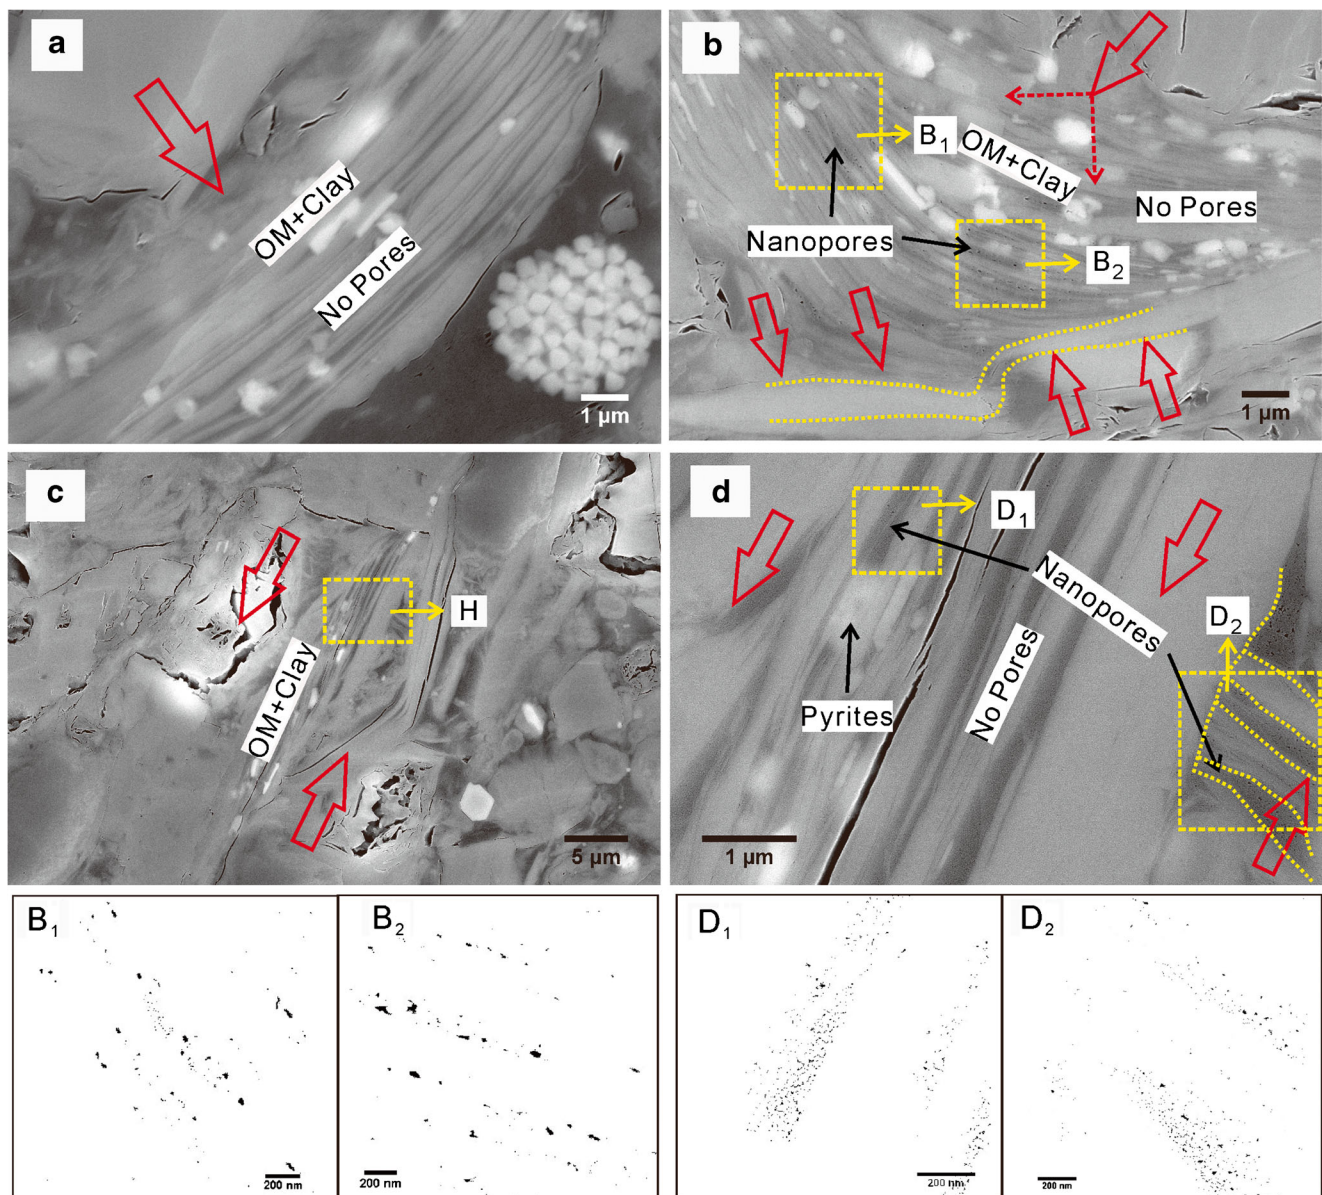 a
OM+Clay
No Pores
1 µm
b
B1
OM+Clay
No Pores
Nanopores
B2
1 µm
c
H
OM+Clay
5 µm
d
D1
Nanopores
D2
No Pores
Pyrites
1 µm
B1
200 nm
B2
200 nm
D1
200 nm
D2
200 nm